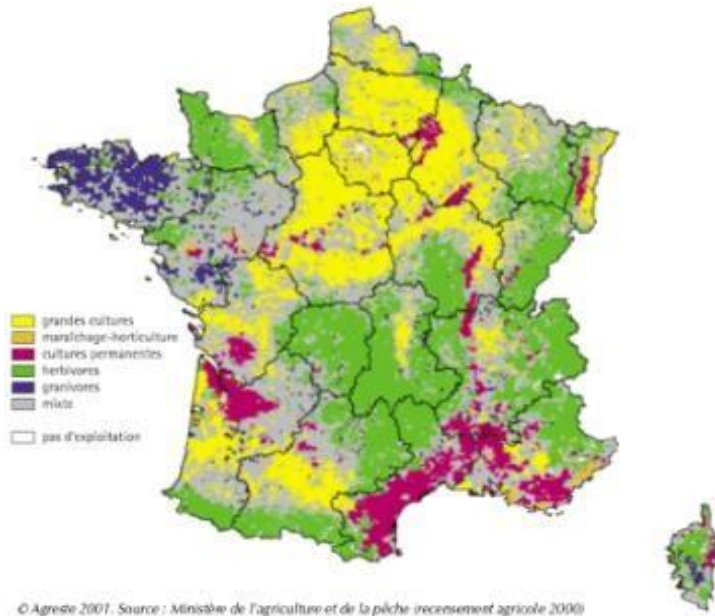 grandes cultures
maraîchage-horticulture
cultures permanentes
herbivores
granivores
mixte
pas d'exploitation
© Agreste 2001. Source : Ministère de l'agriculture et de la pêche (recensement agricole 2000)